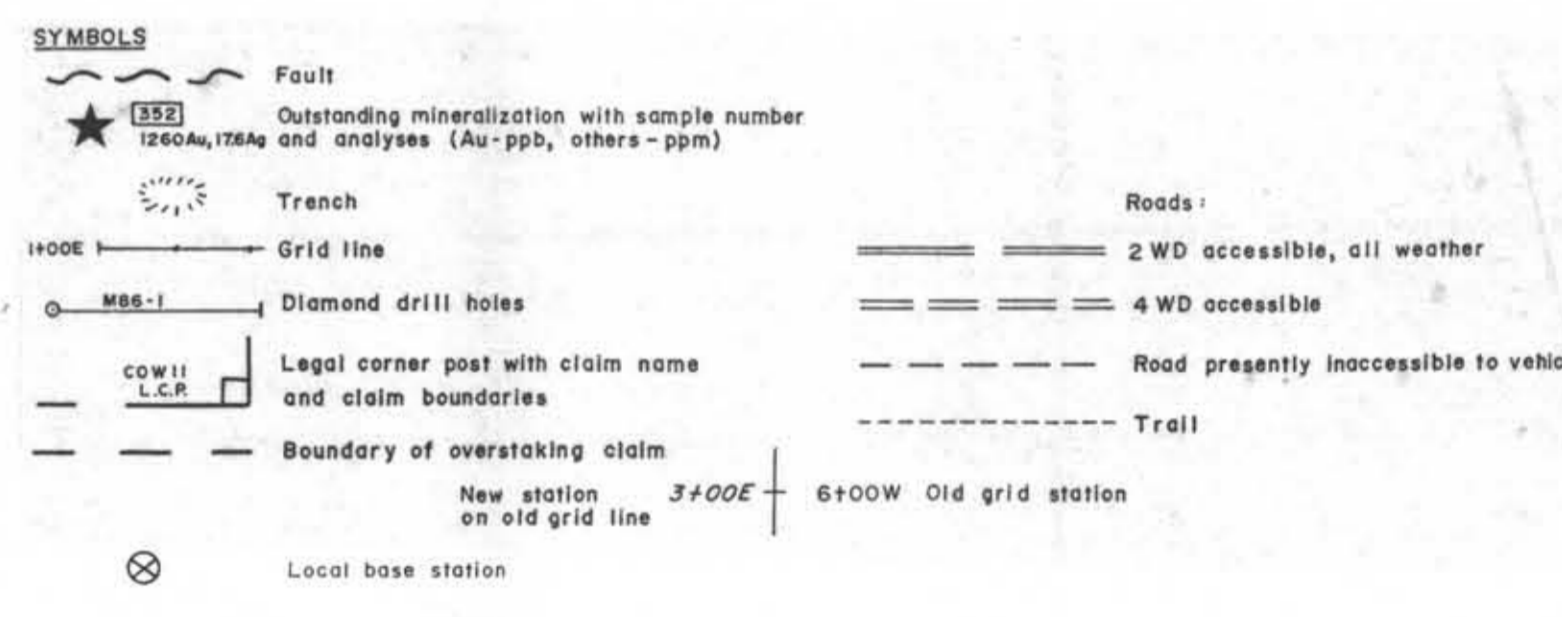 SYMBOLS
Fault
352 Outstanding mineralization with sample number
1260Au, 17.6Ag and analyses (Au-ppb, others-ppm)
Trench
1+00E Grid line
M86-1 Diamond drill holes
COW II
L.C.P.
Legal corner post with claim name
and claim boundaries
Boundary of overstaking claim
New station
on old grid line
3+00E
6+00W Old grid station
Local base station
Roads:
2 WD accessible, all weather
4 WD accessible
Road presently inaccessible to
Trail